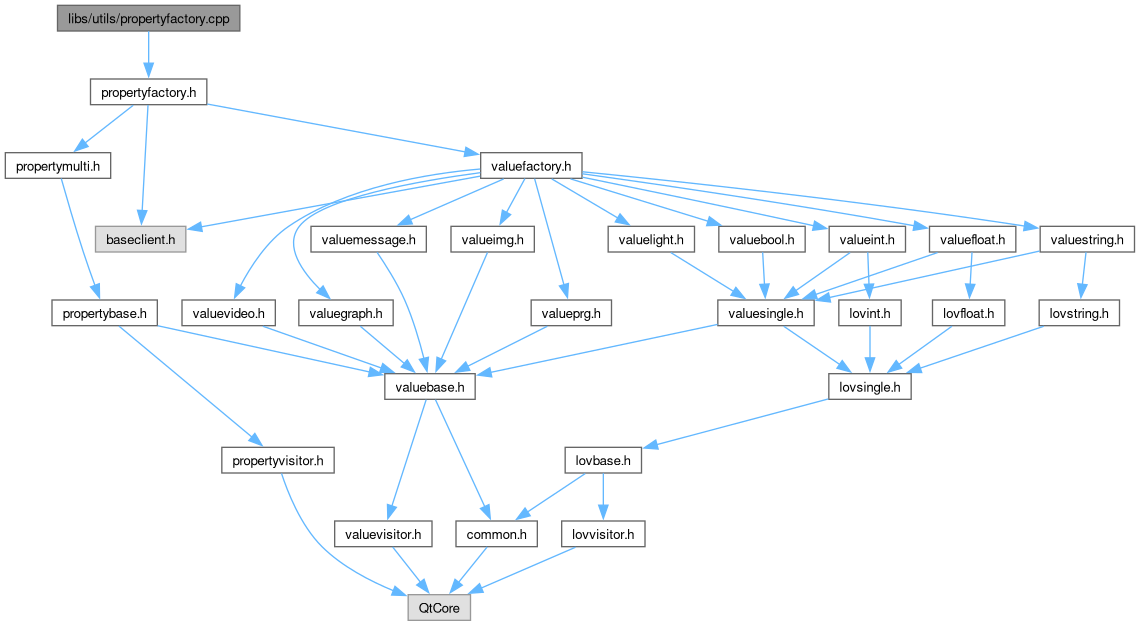 libs/utils/propertyfactory.cpp
propertyfactory.h
propertymulti.h
valuefactory.h
baseclient.h
valuemessage.h
valueimg.h
valuelight.h
valuebool.h
valueint.h
valuefloat.h
valuestring.h
propertybase.h
valuevideo.h
valuegraph.h
valueprg.h
valuesingle.h
lovint.h
lovfloat.h
lovstring.h
valuebase.h
lovsingle.h
propertyvisitor.h
lovbase.h
valuevisitor.h
common.h
lovvisitor.h
QtCore